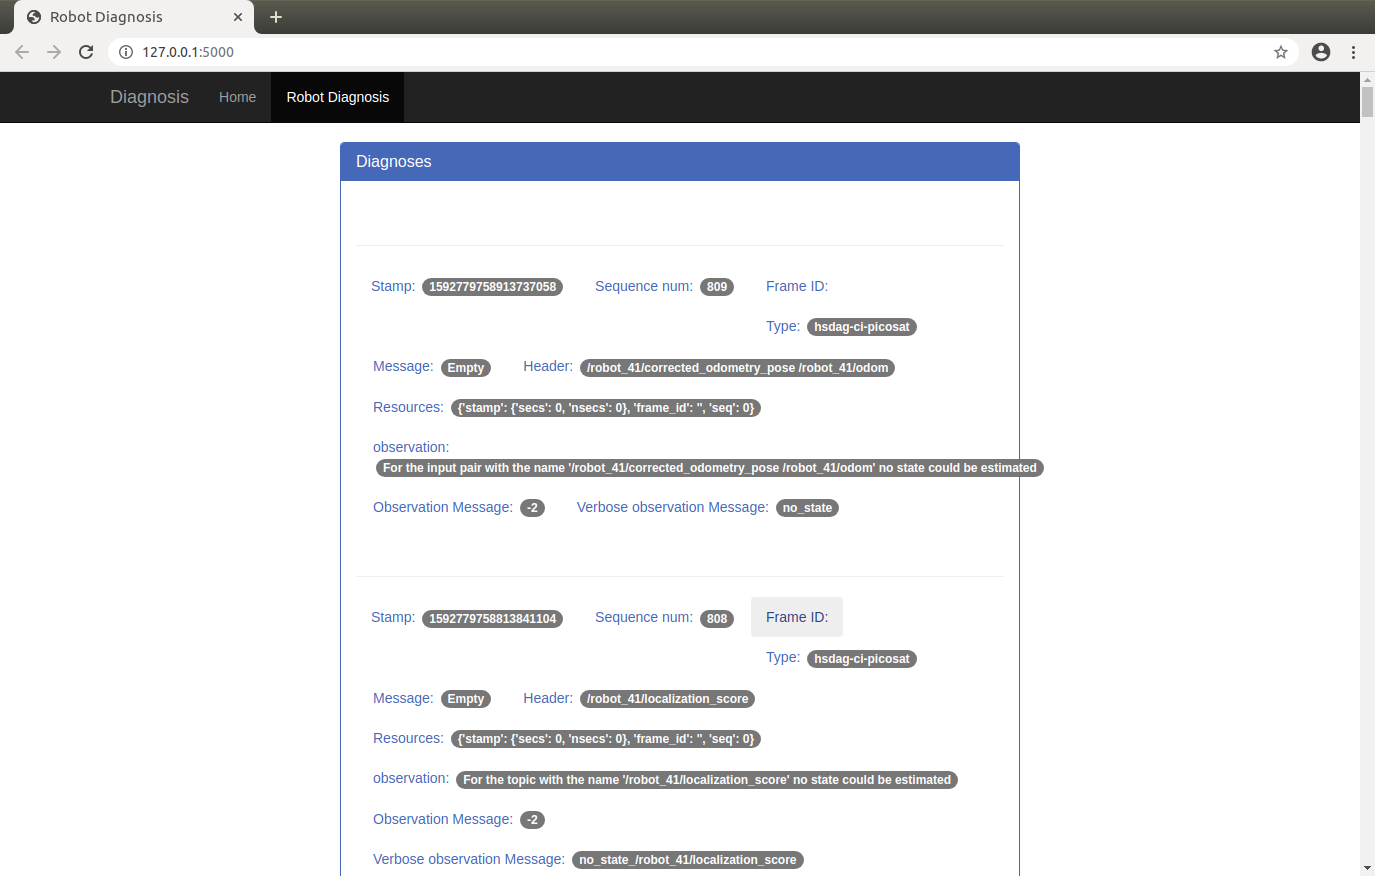 Robot Diagnosis
127.0.0.1:5000
Diagnosis Home Robot Diagnosis
Diagnoses
Stamp: 1592779758913737058 Sequence num: 809 Frame ID:
Type: hsdag-ci-picosat
Message: Empty Header: /robot_41/corrected_odometry_pose /robot_41/odom
Resources: {'stamp': {'secs': 0, 'nsecs': 0}, 'frame_id': '', 'seq': 0}
observation:
For the input pair with the name '/robot_41/corrected_odometry_pose /robot_41/odom' no state could be estimated
Observation Message: -2 Verbose observation Message: no_state
Stamp: 1592779758813841104 Sequence num: 808 Frame ID:
Type: hsdag-ci-picosat
Message: Empty Header: /robot_41/localization_score
Resources: {'stamp': {'secs': 0, 'nsecs': 0}, 'frame_id': '', 'seq': 0}
observation: For the topic with the name '/robot_41/localization_score' no state could be estimated
Observation Message: -2
Verbose observation Message: no_state_/robot_41/localization_score